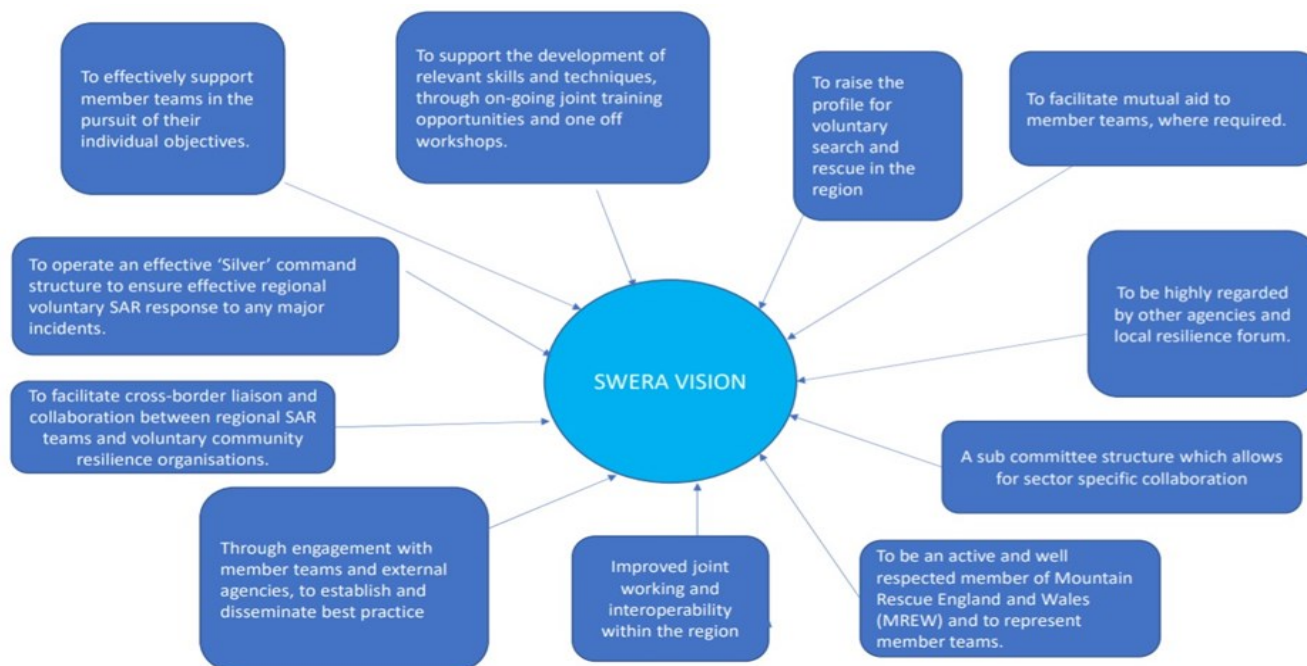 To effectively support
member teams in the
pursuit of their
individual objectives.
To support the development of
relevant skills and techniques,
through on-going joint training
opportunities and one off
workshops.
To raise the
profile for
voluntary
search and
rescue in the
region
To facilitate mutual aid to
member teams, where required.
To operate an effective ‘Silver’ command
structure to ensure effective regional
voluntary SAR response to any major
incidents.
To be highly regarded
by other agencies and
local resilience forum.
SWERA VISION
To facilitate cross-border liaison and
collaboration between regional SAR
teams and voluntary community
resilience organisations.
A sub committee structure which allows
for sector specific collaboration
Through engagement with
member teams and external
agencies, to establish and
disseminate best practice
Improved joint
working and
interoperability
within the region
To be an active and well
respected member of Mountain
Rescue England and Wales
(MREW) and to represent
member teams.